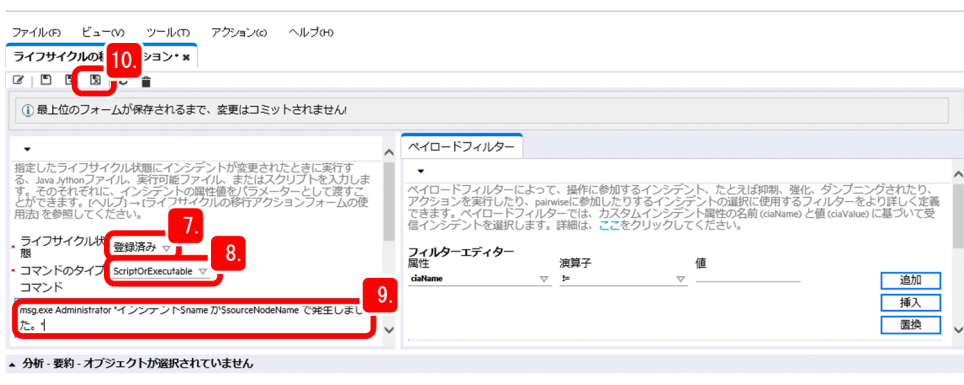 ファイル(F) ビュー(V) ツール(T) アクション(C) ヘルプ(H)
ライフサイクルの移 ション* ×
10.
① 最上位のフォームが保存されるまで、変更はコミットされません!
指定したライフサイクル状態にインシデントが変更されたときに実行す
る、Java Jythonファイル、実行可能ファイル、またはスクリプトを入力しま
す。そのそれぞれに、インシデントの属性値をパラメーターとして渡すこ
とができます。[ヘルプ]→[ライフサイクルの移行アクションフォームの使
用法] を参照してください。
7.
* ライフサイクル状
態
登録済み
8.
* コマンドのタイプ ScriptOrExecutable
コマンド
9.
msg.exe Administrator "インシデント$name が$sourceNodeName で発生しまし
た。"
ペイロードフィルター
ペイロードフィルターによって、操作に参加するインシデント、たとえば抑制、強化、ダンプニングされたり、
アクションを実行したり、pairwiseに参加したりするインシデントの選択に使用するフィルターをより詳しく定義
できます。ペイロードフィルターでは、カスタムインシデント属性の名前 (ciaName) と値 (ciaValue) に基づいて受
信インシデントを選択します。詳細は、ここをクリックしてください。
フィルターエディター
属性 演算子 値
ciaName != 追加
挿入
置換
分析 - 要約 - オブジェクトが選択されていません